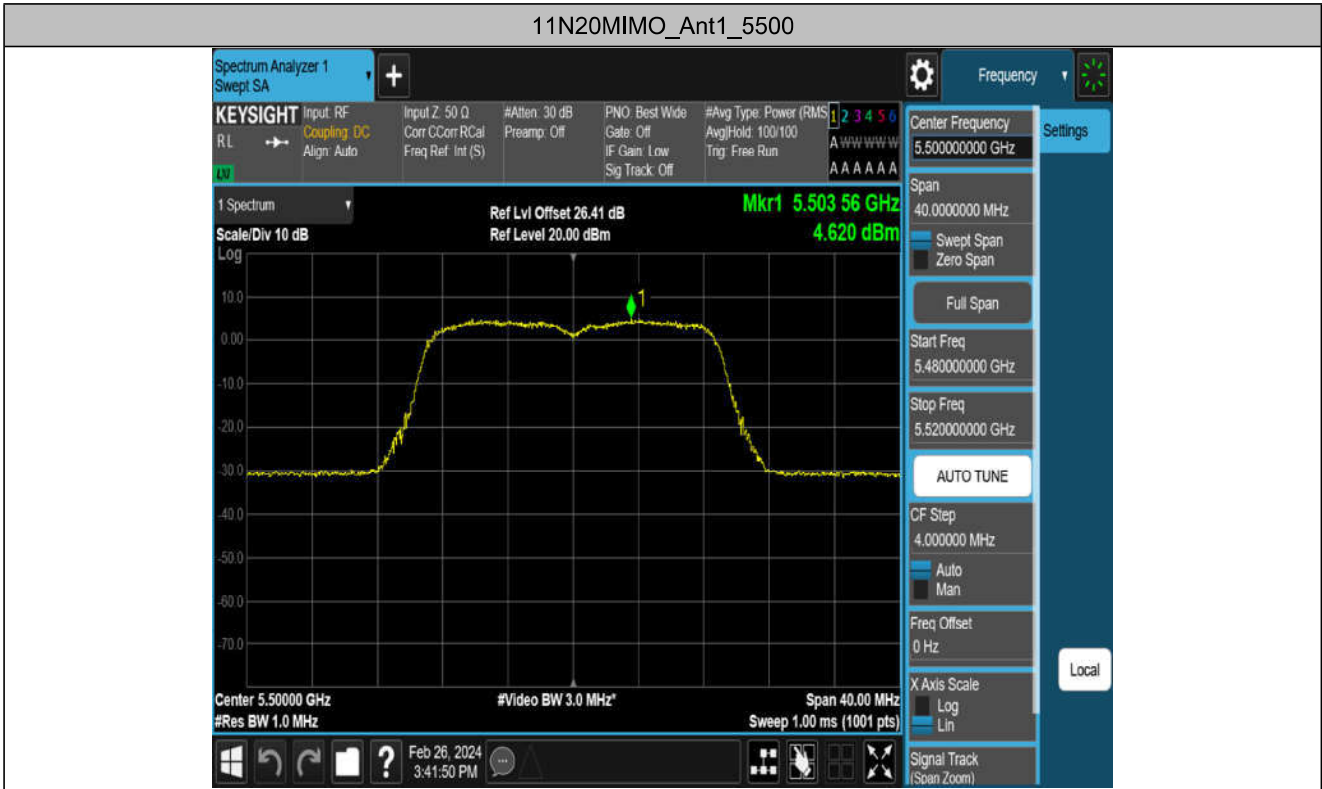 11N20MIMO_Ant1_5500
Spectrum Analyzer 1
Swept SA
+
Frequency
KEYSIGHT
RL
LXI
Input: RF
Coupling: DC
Align: Auto
Input Z: 50 Ω
Corr CCorr RCal
Freq Ref: Int (S)
#Atten: 30 dB
Preamp: Off
PNO: Best Wide
Gate: Off
IF Gain: Low
Sig Track: Off
#Avg Type: Power (RMS
Avg|Hold: 100/100
Trig: Free Run
1 2 3 4 5 6
A W W W W W
A A A A A A
1 Spectrum
Scale/Div 10 dB
Log
Ref Lvl Offset 26.41 dB
Ref Level 20.00 dBm
Mkr1 5.503 56 GHz
4.620 dBm
1
10.0
0.00
-10.0
-20.0
-30.0
-40.0
-50.0
-60.0
-70.0
Center 5.50000 GHz
#Res BW 1.0 MHz
#Video BW 3.0 MHz*
Span 40.00 MHz
Sweep 1.00 ms (1001 pts)
Center Frequency
5.500000000 GHz
Settings
Span
40.0000000 MHz
Swept Span
Zero Span
Full Span
Start Freq
5.480000000 GHz
Stop Freq
5.520000000 GHz
AUTO TUNE
CF Step
4.000000 MHz
Auto
Man
Freq Offset
0 Hz
X Axis Scale
Log
Lin
Local
Signal Track
(Span Zoom)
?
Feb 26, 2024
3:41:50 PM